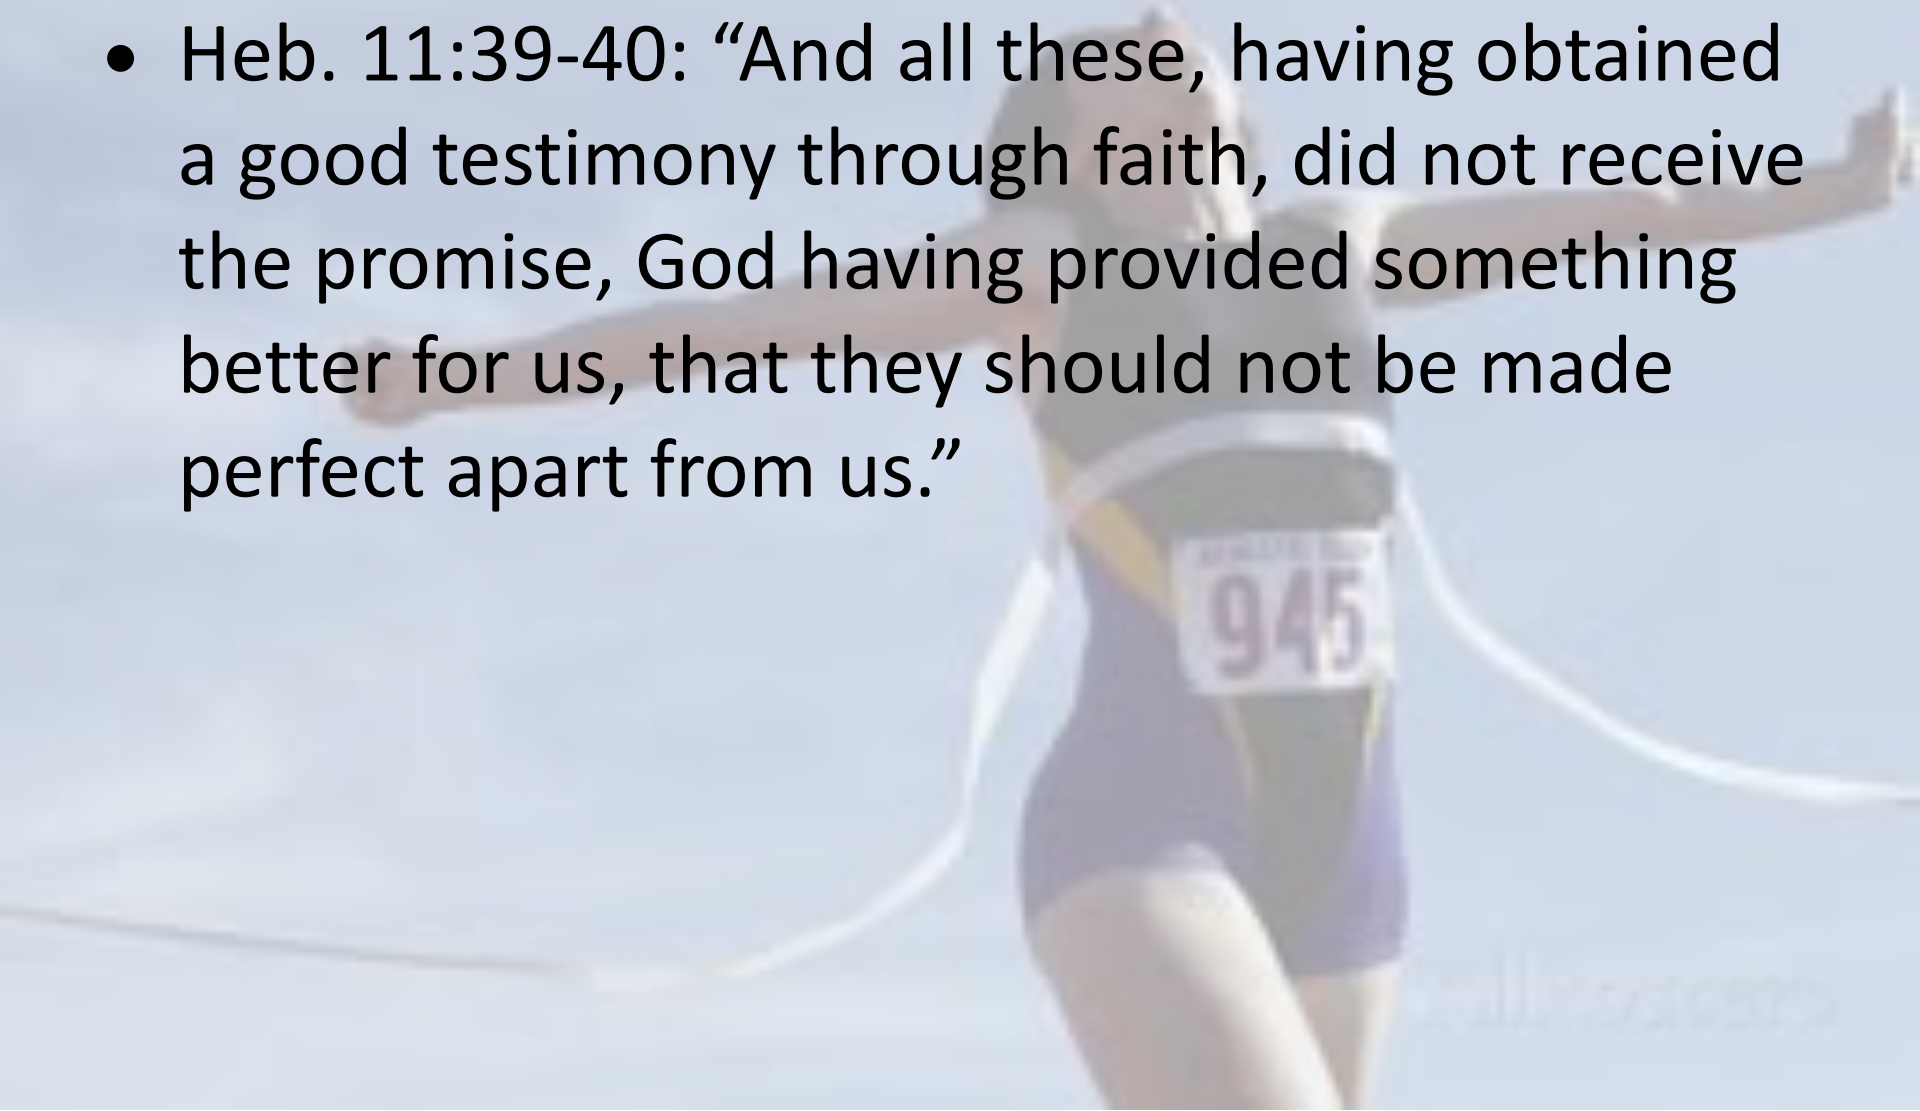 • Heb. 11:39-40: “And all these, having obtained
a good testimony through faith, did not receive
the promise, God having provided something
better for us, that they should not be made
perfect apart from us.”
945